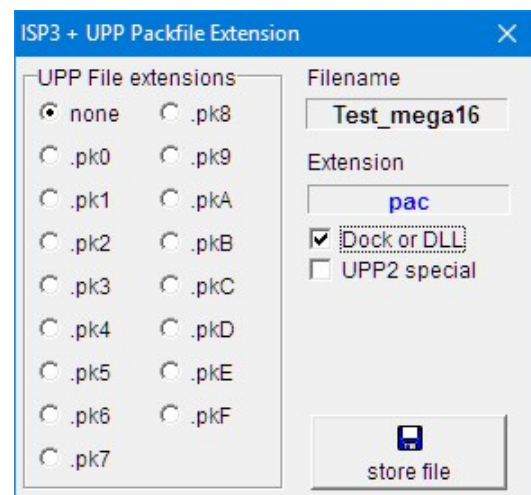 ISP3 + UPP Packfile Extension
UPP File extensions
none
.pk0
.pk1
.pk2
.pk3
.pk4
.pk5
.pk6
.pk7
.pk8
.pk9
.pkA
.pkB
.pkC
.pkD
.pkE
.pkF
Filename
Test_mega16
Extension
pac
Dock or DLL
UPP2 special
store file